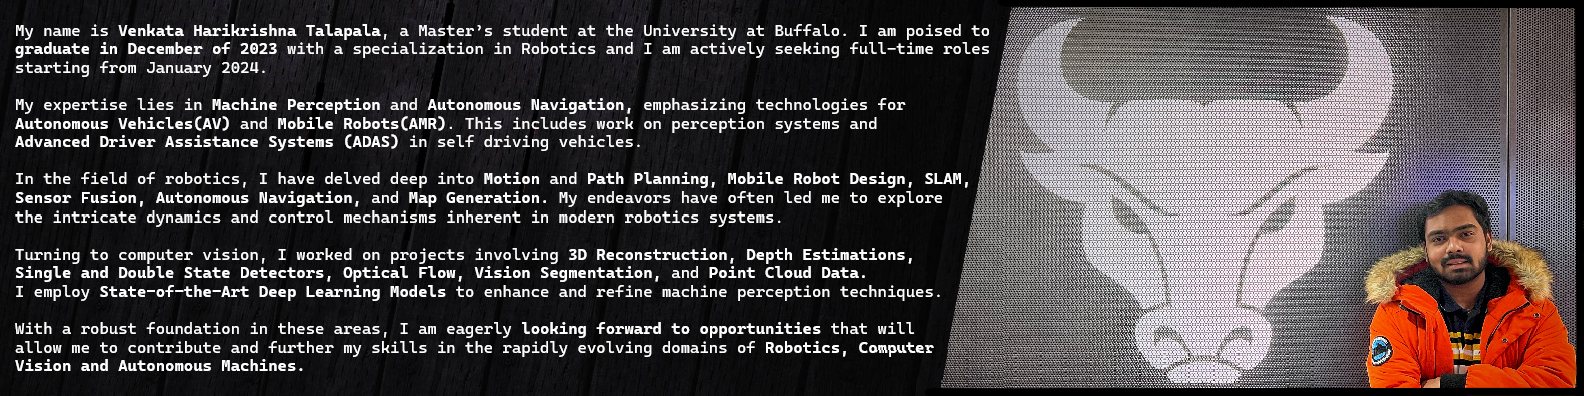 My name is Venkata Harikrishna Talapala, a Master's student at the University at Buffalo. I am poised to
graduate in December of 2023 with a specialization in Robotics and I am actively seeking full-time roles
starting from January 2024.
My expertise lies in Machine Perception and Autonomous Navigation, emphasizing technologies for
Autonomous Vehicles(AV) and Mobile Robots(AMR). This includes work on perception systems and
Advanced Driver Assistance Systems (ADAS) in self driving vehicles.
In the field of robotics, I have delved deep into Motion and Path Planning, Mobile Robot Design, SLAM,
Sensor Fusion, Autonomous Navigation, and Map Generation. My endeavors have often led me to explore
the intricate dynamics and control mechanisms inherent in modern robotics systems.
Turning to computer vision, I worked on projects involving 3D Reconstruction, Depth Estimations,
Single and Double State Detectors, Optical Flow, Vision Segmentation, and Point Cloud Data.
I employ State-of-the-Art Deep Learning Models to enhance and refine machine perception techniques.
With a robust foundation in these areas, I am eagerly looking forward to opportunities that will
allow me to contribute and further my skills in the rapidly evolving domains of Robotics, Computer
Vision and Autonomous Machines.